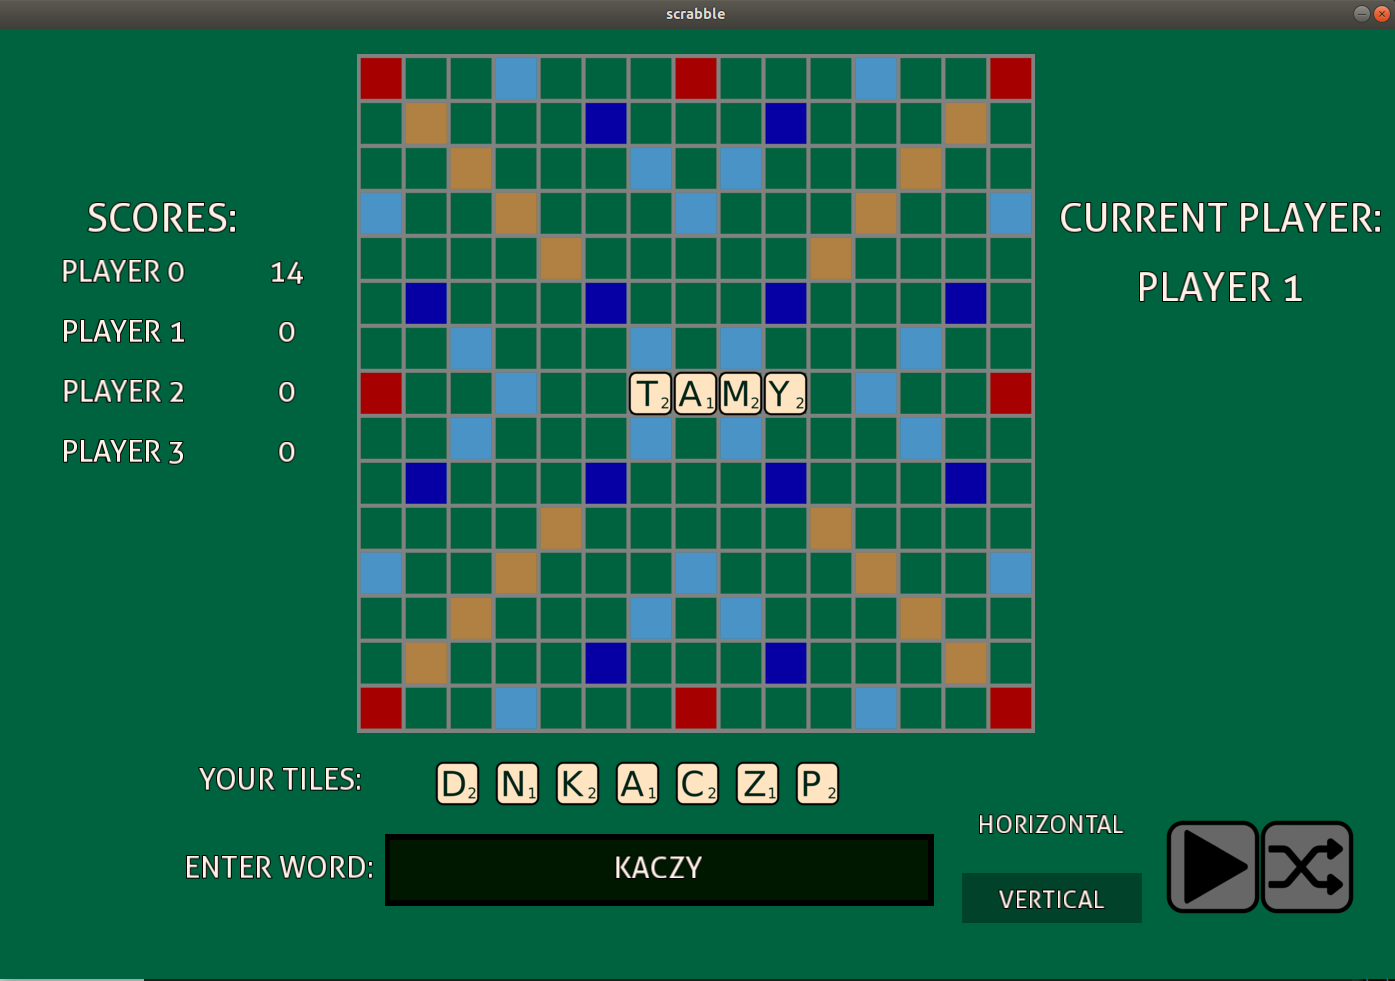 scrabble
SCORES:
PLAYER 0 14
PLAYER 1 0
PLAYER 2 0
PLAYER 3 0
CURRENT PLAYER:
PLAYER 1
T2 A1 M2 Y2
YOUR TILES: D2 N1 K2 A1 C2 Z1 P2
ENTER WORD: KACZY
HORIZONTAL
VERTICAL